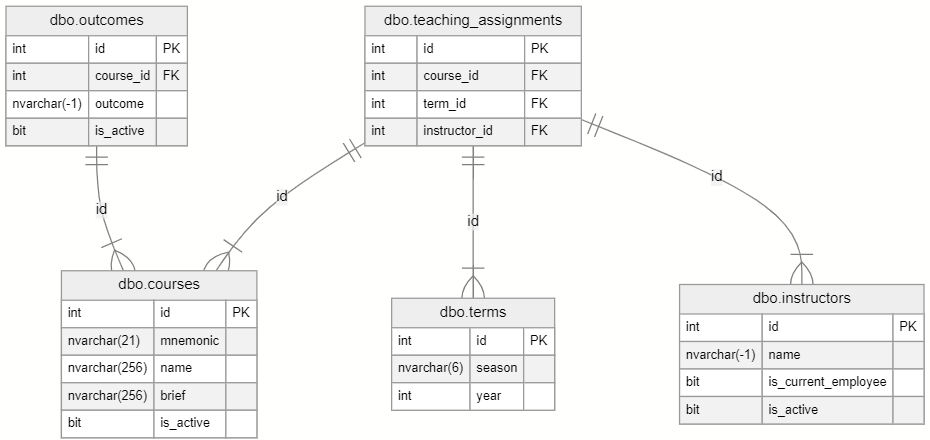 dbo.outcomes
int id PK
int course_id FK
nvarchar(-1) outcome
bit is_active
dbo.teaching_assignments
int id PK
int course_id FK
int term_id FK
int instructor_id FK
id
id
id
id
dbo.courses
int id PK
nvarchar(21) mnemonic
nvarchar(256) name
nvarchar(256) brief
bit is_active
dbo.terms
int id PK
nvarchar(6) season
int year
dbo.instructors
int id PK
nvarchar(-1) name
bit is_current_employee
bit is_active